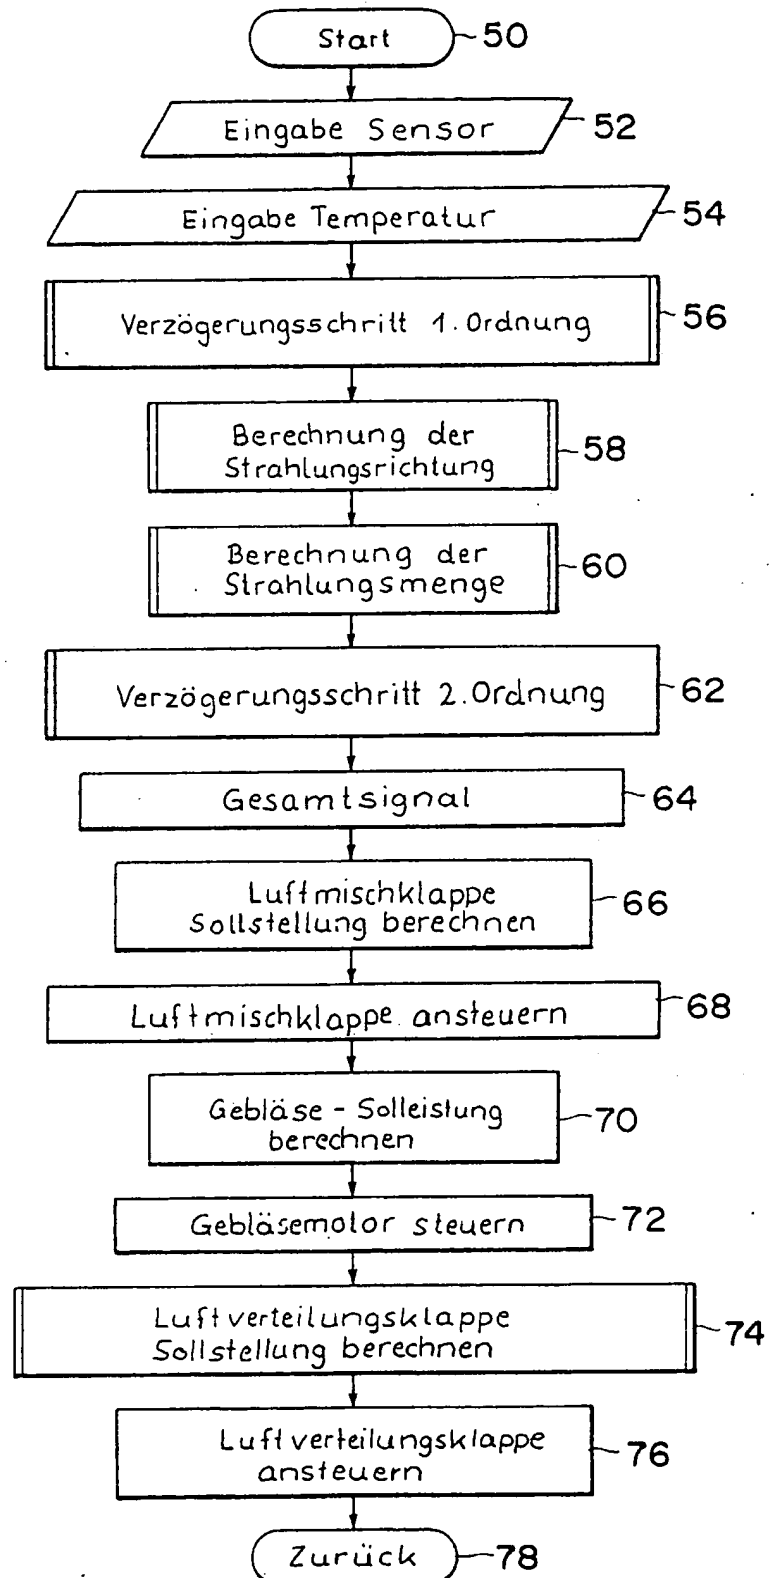 Start 50
Eingabe Sensor 52
Eingabe Temperatur 54
Verzögerungsschritt 1. Ordnung 56
Berechnung der
Strahlungsrichtung 58
Berechnung der
Strahlungsmenge 60
Verzögerungsschritt 2. Ordnung 62
Gesamtsignal 64
Luftmischklappe
Sollstellung berechnen 66
Luftmischklappe ansteuern 68
Gebläse - Solleistung
berechnen 70
Gebläsemotor steuern 72
Luftverteilungsklappe
Sollstellung berechnen 74
Luftverteilungsklappe
ansteuern 76
Zurück 78